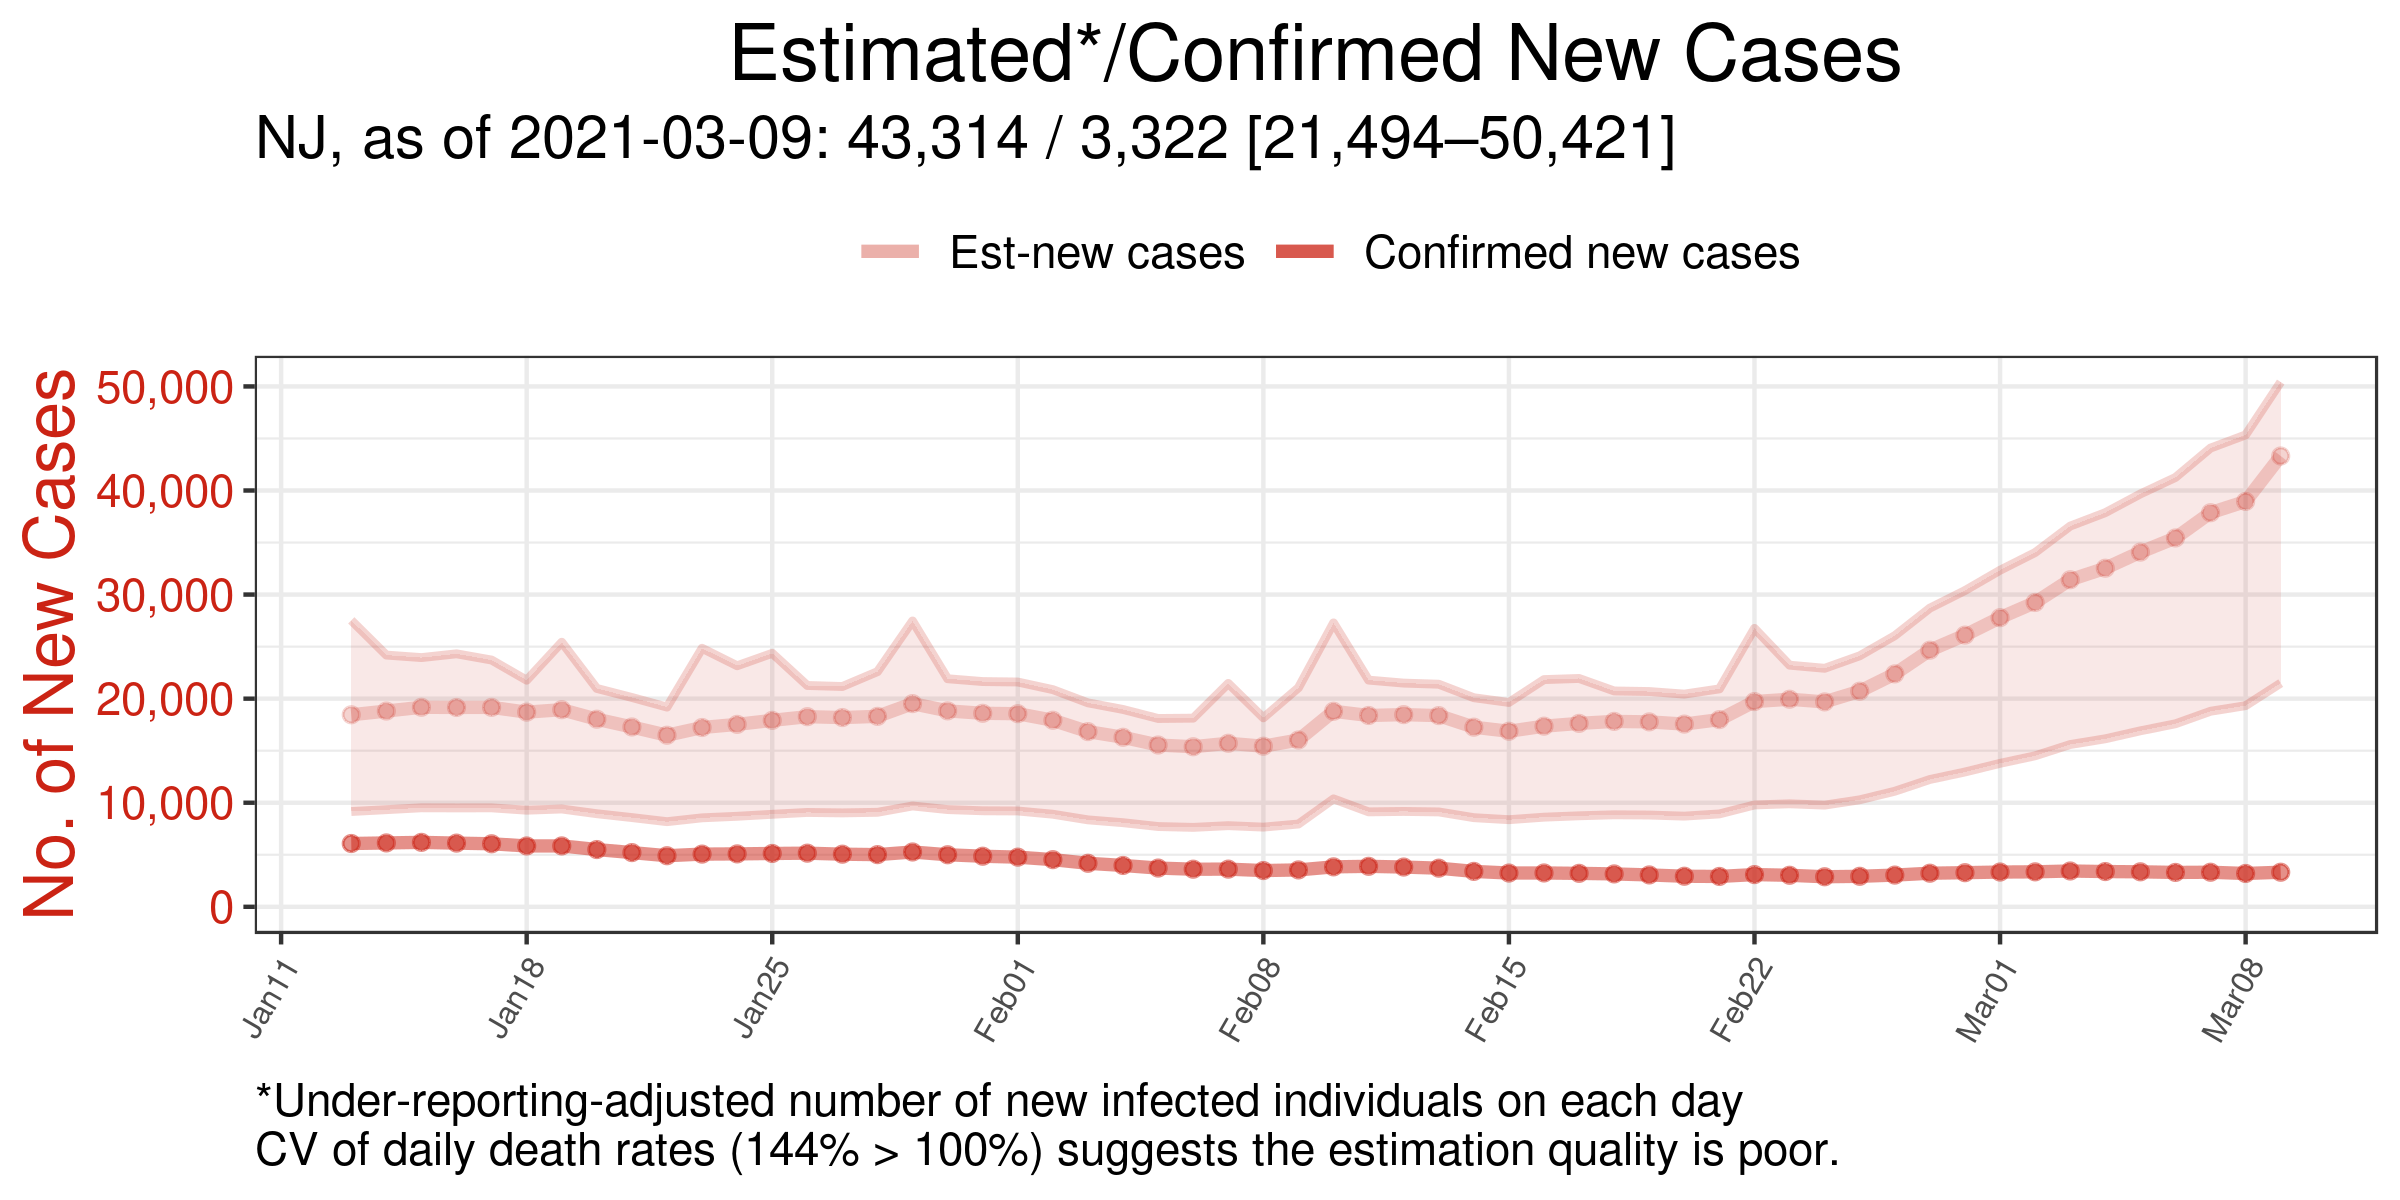 Estimated*/Confirmed New Cases
NJ, as of 2021-03-09: 43,314 / 3,322 [21,494–50,421]
Est-new cases
Confirmed new cases
No. of New Cases
50,000
40,000
30,000
20,000
10,000
0
Jan11
Jan18
Jan25
Feb01
Feb08
Feb15
Feb22
Mar01
Mar08
*Under-reporting-adjusted number of new infected individuals on each day
CV of daily death rates (144% > 100%) suggests the estimation quality is poor.